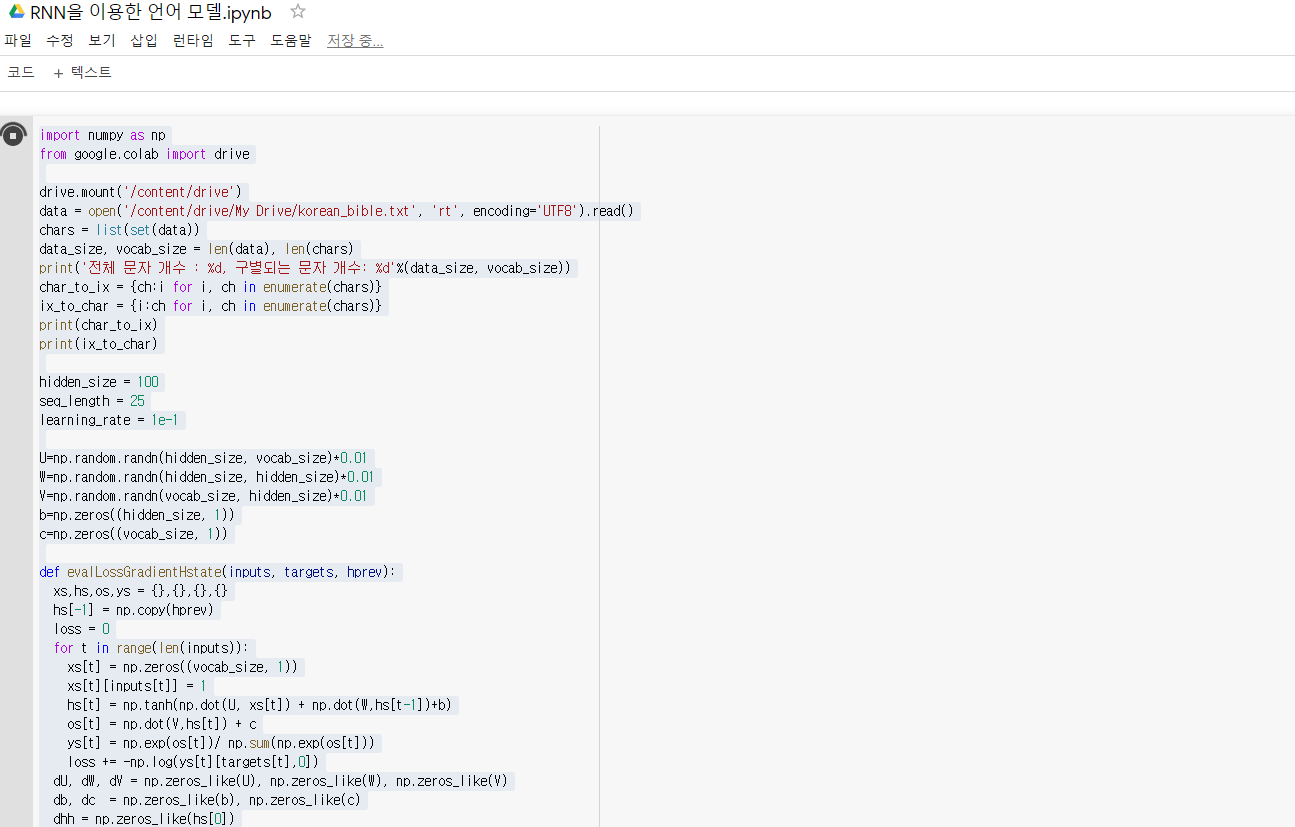 RNN을 이용한 언어 모델.ipynb
파일 수정 보기 삽입 런타임 도구 도움말 저장 중...
코드 + 텍스트
import numpy as np
from google.colab import drive
drive.mount('/content/drive')
data = open('/content/drive/My Drive/korean_bible.txt', 'rt', encoding='UTF8').read()
chars = list(set(data))
data_size, vocab_size = len(data), len(chars)
print('전체 문자 개수 : %d, 구별되는 문자 개수: %d'%(data_size, vocab_size))
char_to_ix = {ch:i for i, ch in enumerate(chars)}
ix_to_char = {i:ch for i, ch in enumerate(chars)}
print(char_to_ix)
print(ix_to_char)
hidden_size = 100
seq_length = 25
learning_rate = 1e-1
U=np.random.randn(hidden_size, vocab_size)*0.01
W=np.random.randn(hidden_size, hidden_size)*0.01
V=np.random.randn(vocab_size, hidden_size)*0.01
b=np.zeros((hidden_size, 1))
c=np.zeros((vocab_size, 1))
def evalLossGradientHstate(inputs, targets, hprev):
xs,hs,os,ys = {},{},{},{}
hs[-1] = np.copy(hprev)
loss = 0
for t in range(len(inputs)):
xs[t] = np.zeros((vocab_size, 1))
xs[t][inputs[t]] = 1
hs[t] = np.tanh(np.dot(U, xs[t]) + np.dot(W,hs[t-1])+b)
os[t] = np.dot(V,hs[t]) + c
ys[t] = np.exp(os[t])/ np.sum(np.exp(os[t]))
loss += -np.log(ys[t][targets[t],0])
dU, dW, dV = np.zeros_like(U), np.zeros_like(W), np.zeros_like(V)
db, dc  = np.zeros_like(b), np.zeros_like(c)
dhh = np.zeros_like(hs[0])